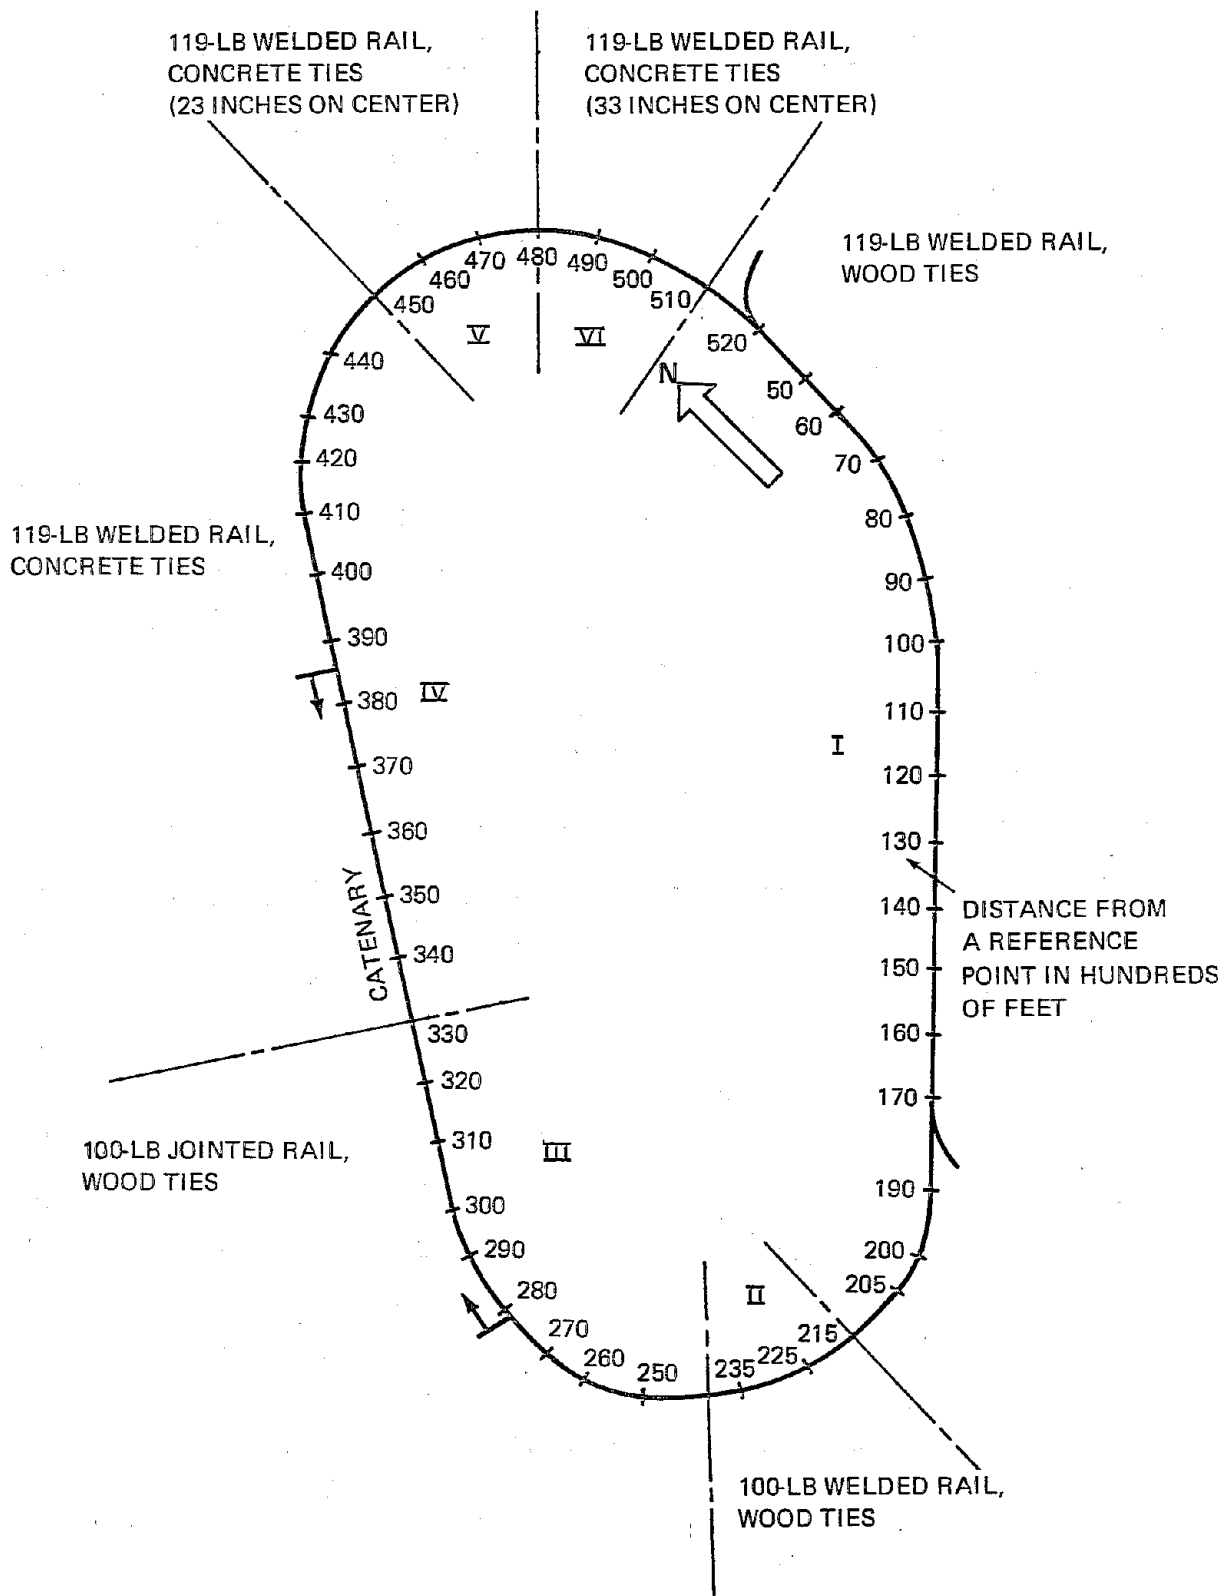 119-LB WELDED RAIL,
CONCRETE TIES
(23 INCHES ON CENTER)
119-LB WELDED RAIL,
CONCRETE TIES
(33 INCHES ON CENTER)
119-LB WELDED RAIL,
WOOD TIES
470
480
490
460
500
450
510
V
VI
520
440
N
50
430
60
420
70
410
80
119-LB WELDED RAIL,
CONCRETE TIES
400
90
390
100
380
IV
110
I
370
120
360
130
350
CATENARY
140
DISTANCE FROM
A REFERENCE
POINT IN HUNDREDS
OF FEET
340
150
330
160
320
170
310
III
100-LB JOINTED RAIL,
WOOD TIES
190
300
290
200
280
II
205
270
215
260
250
235
225
100-LB WELDED RAIL,
WOOD TIES